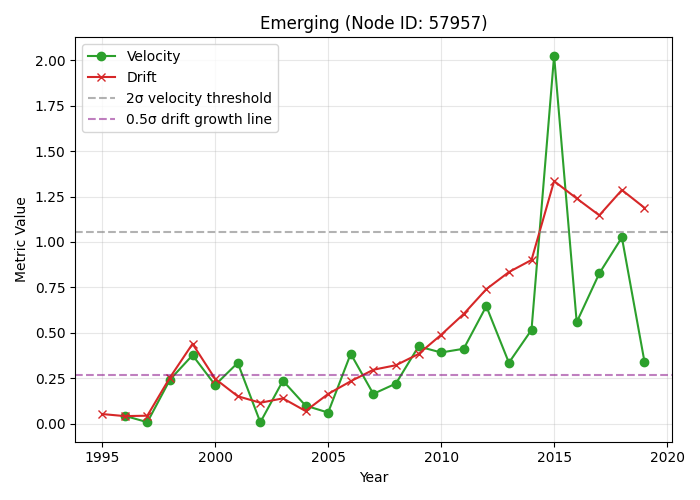 Emerging (Node ID: 57957)
Velocity
Drift
2σ velocity threshold
0.5σ drift growth line
Metric Value
2.00
1.75
1.50
1.25
1.00
0.75
0.50
0.25
0.00
1995 2000 2005 2010 2015 2020
Year